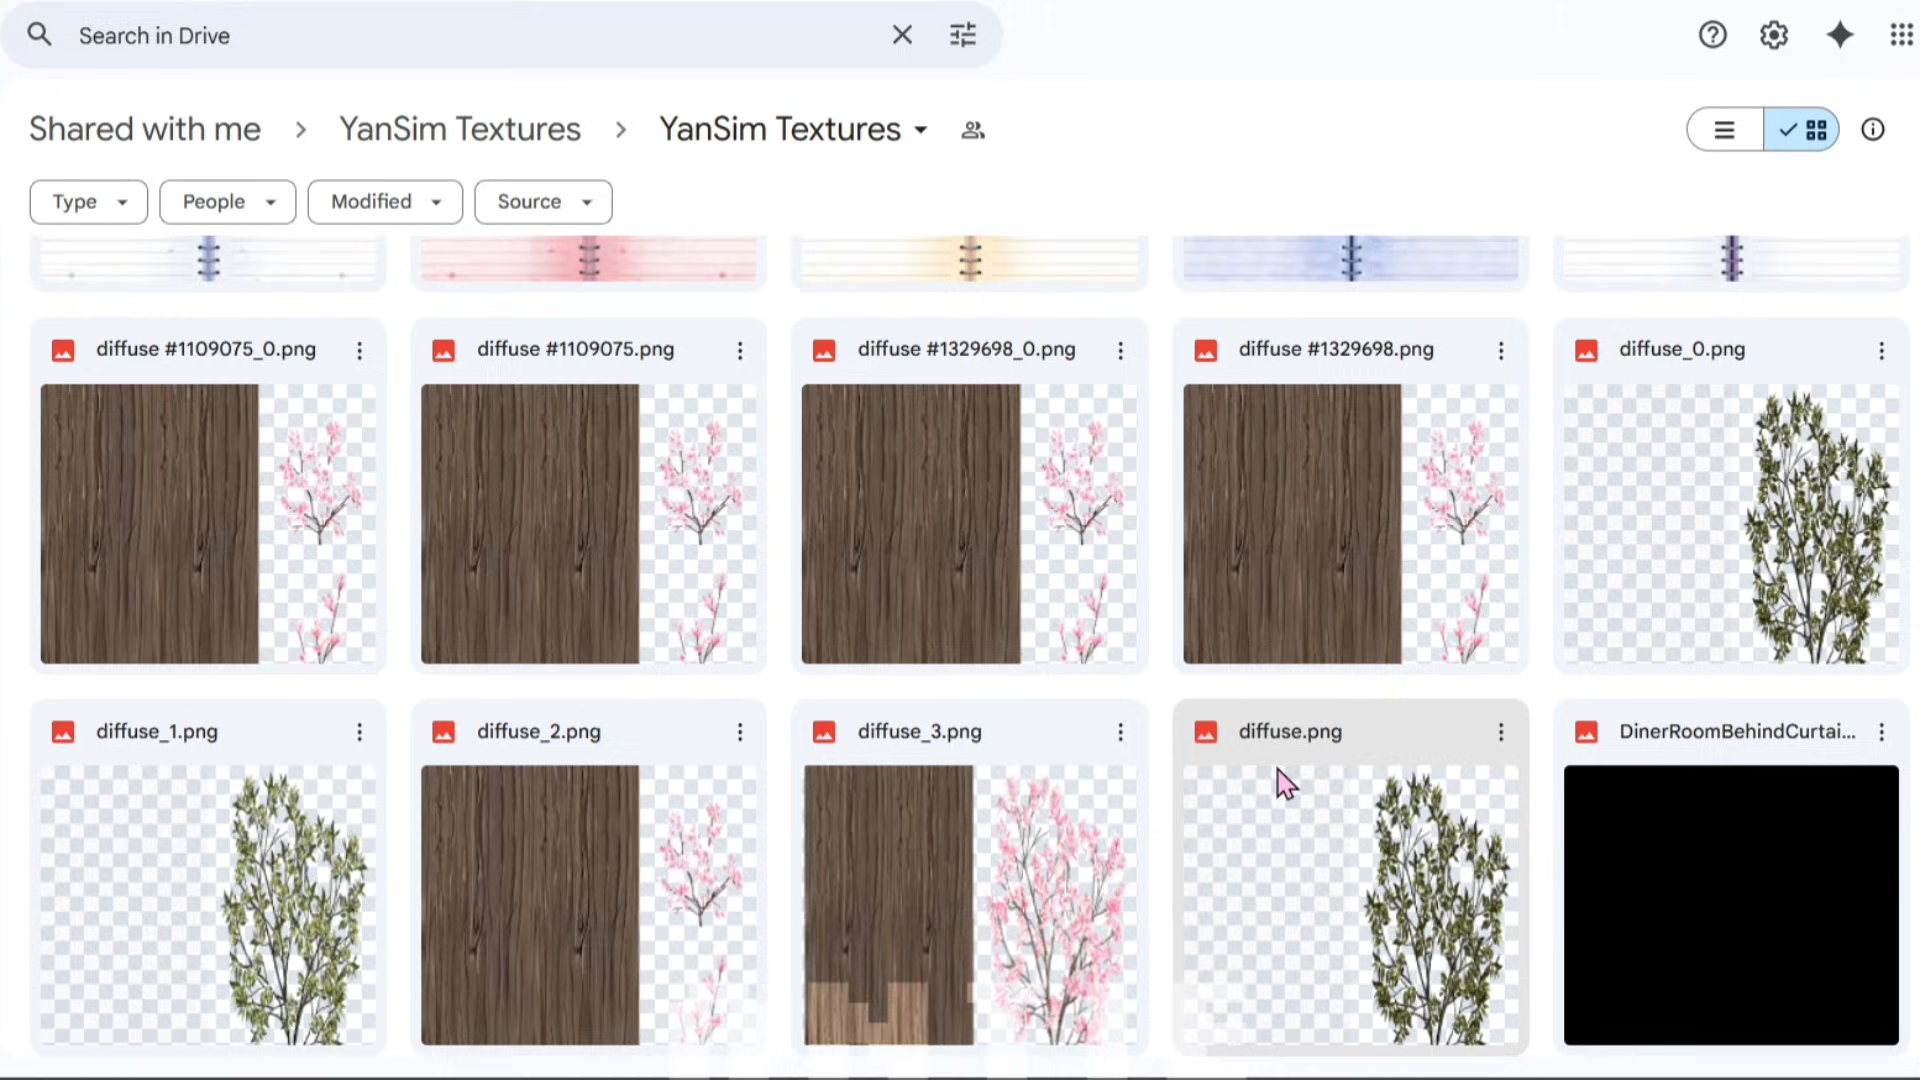 Search in Drive
Shared with me > YanSim Textures > YanSim Textures
Type People Modified Source
diffuse #1109075_0.png
diffuse #1109075.png
diffuse #1329698_0.png
diffuse #1329698.png
diffuse_0.png
diffuse_1.png
diffuse_2.png
diffuse_3.png
diffuse.png
DinerRoomBehindCurtai...